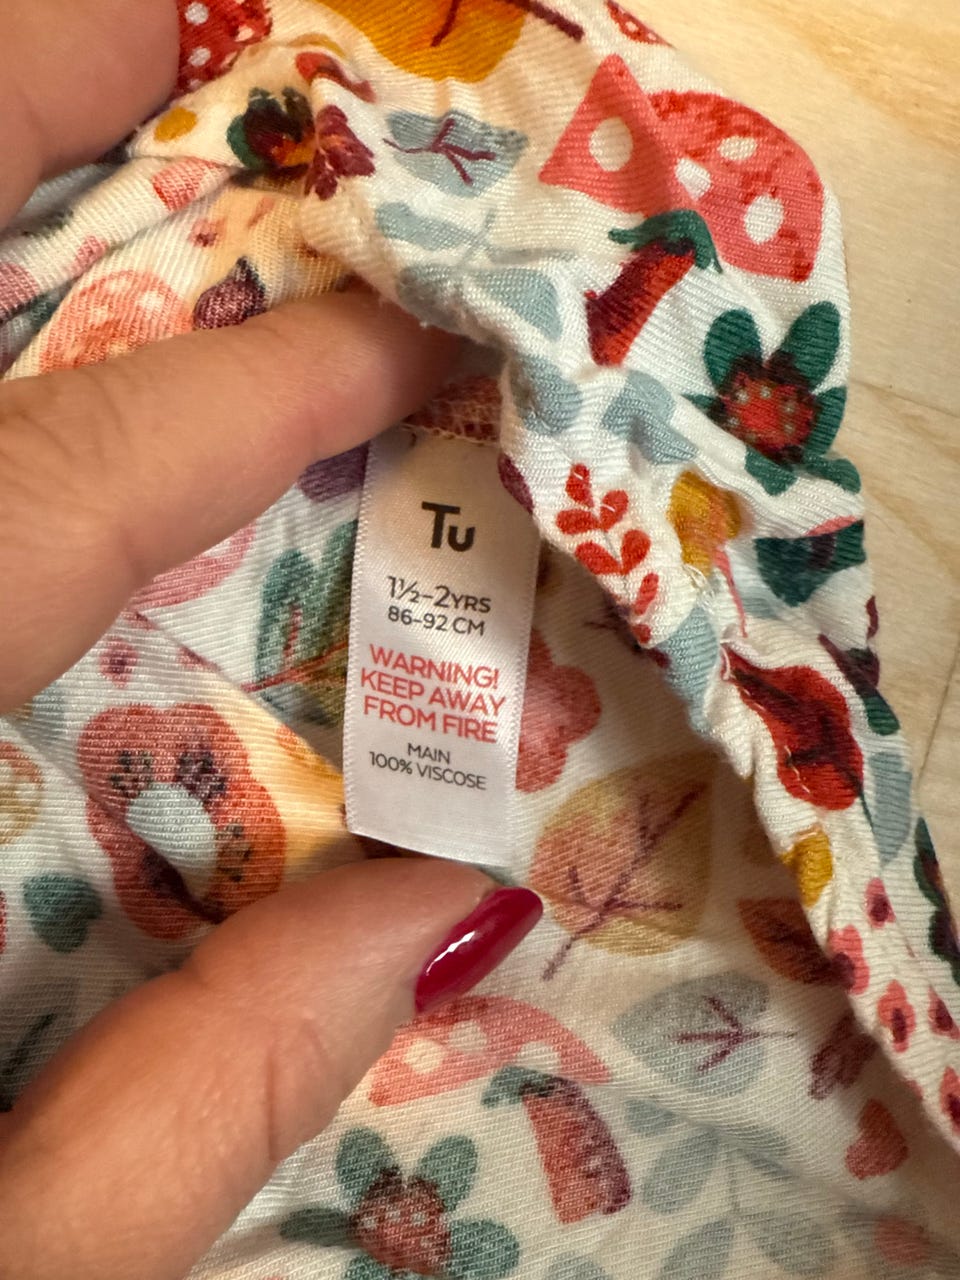 Tu
1½–2YRS
86–92 CM
WARNING!
KEEP AWAY
FROM FIRE
MAIN
100% VISCOSE